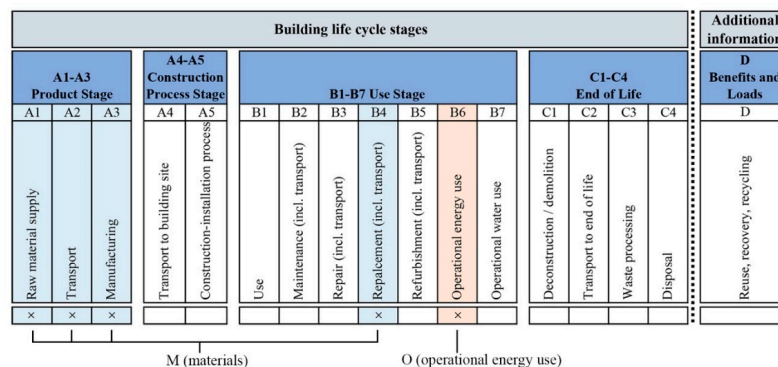 Building life cycle stages
Additional
information
A1-A3
Product Stage
A4-A5
Construction
Process Stage
B1-B7 Use Stage
C1-C4
End of Life
D
Benefits and
Loads
A1
A2
A3
A4
A5
B1
B2
B3
B4
B5
B6
B7
C1
C2
C3
C4
D
Raw material supply
Transport
Manufacturing
Transport to building site
Construction-installation process
Use
Maintenance (incl. transport)
Repair (incl. transport)
Repalcement (incl. transport)
Refurbishment (incl. transport)
Operational energy use
Operational water use
Deconstruction / demolition
Transport to end of life
Waste processing
Disposal
Reuse, recovery, recycling
×
×
×
×
×
M (materials)
O (operational energy use)